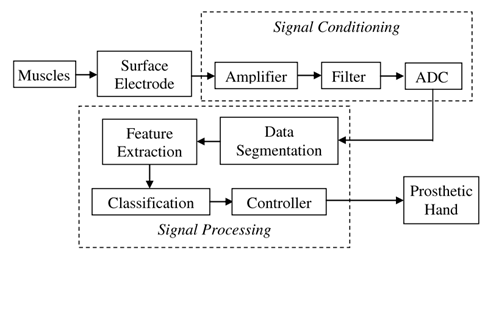 Signal Conditioning
Muscles
Surface
Electrode
Amplifier
Filter
ADC
Feature
Extraction
Data
Segmentation
Classification
Controller
Prosthetic
Hand
Signal Processing